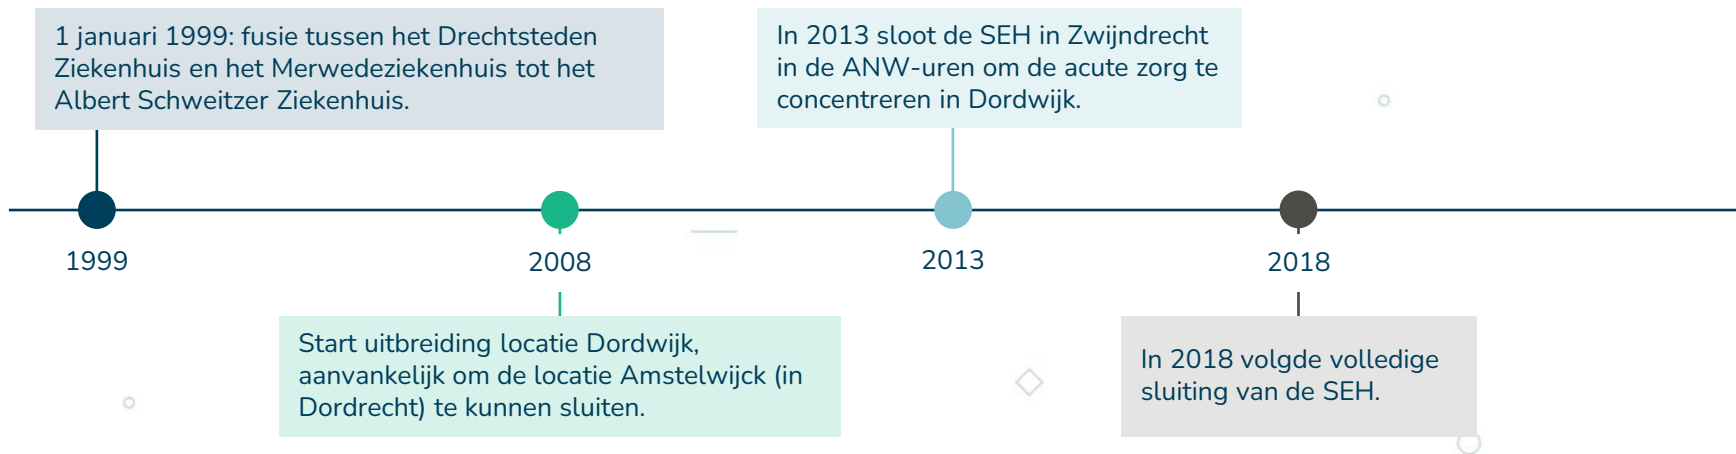 1 januari 1999: fusie tussen het Drechtsteden
Ziekenhuis en het Merwedeziekenhuis tot het
Albert Schweitzer Ziekenhuis.
In 2013 sloot de SEH in Zwijndrecht
in de ANW-uren om de acute zorg te
concentreren in Dordwijk.
1999
2008
2013
2018
Start uitbreiding locatie Dordwijk,
aanvankelijk om de locatie Amstelwijck (in
Dordrecht) te kunnen sluiten.
In 2018 volgde volledige
sluiting van de SEH.